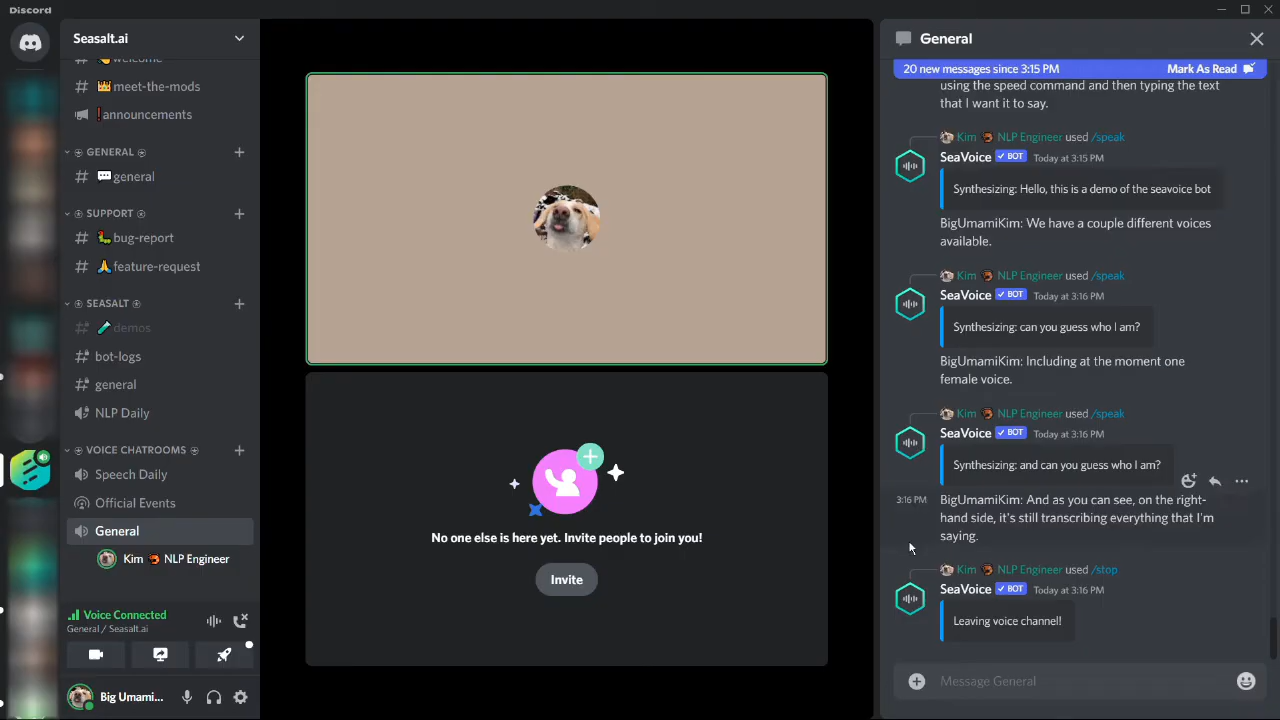 Discord
Seasalt.ai
welcome
meet-the-mods
announcements
GENERAL
general
SUPPORT
bug-report
feature-request
SEASALT
demos
bot-logs
general
NLP Daily
VOICE CHATROOMS
Speech Daily
Official Events
General
Kim NLP Engineer
Voice Connected
General / Seasalt.ai
Big Umami...
No one else is here yet. Invite people to join you!
Invite
General
20 new messages since 3:15 PM Mark As Read
using the speed command and then typing the text
that I want it to say.
Kim NLP Engineer used /speak
SeaVoice ✓ BOT Today at 3:15 PM
Synthesizing: Hello, this is a demo of the seavoice bot
BigUmamiKim: We have a couple different voices
available.
Kim NLP Engineer used /speak
SeaVoice ✓ BOT Today at 3:16 PM
Synthesizing: can you guess who I am?
BigUmamiKim: Including at the moment one
female voice.
Kim NLP Engineer used /speak
SeaVoice ✓ BOT Today at 3:16 PM
Synthesizing: and can you guess who I am?
3:16 PM BigUmamiKim: And as you can see, on the right-
hand side, it's still transcribing everything that I'm
saying.
Kim NLP Engineer used /stop
SeaVoice ✓ BOT Today at 3:16 PM
Leaving voice channel!
Message General